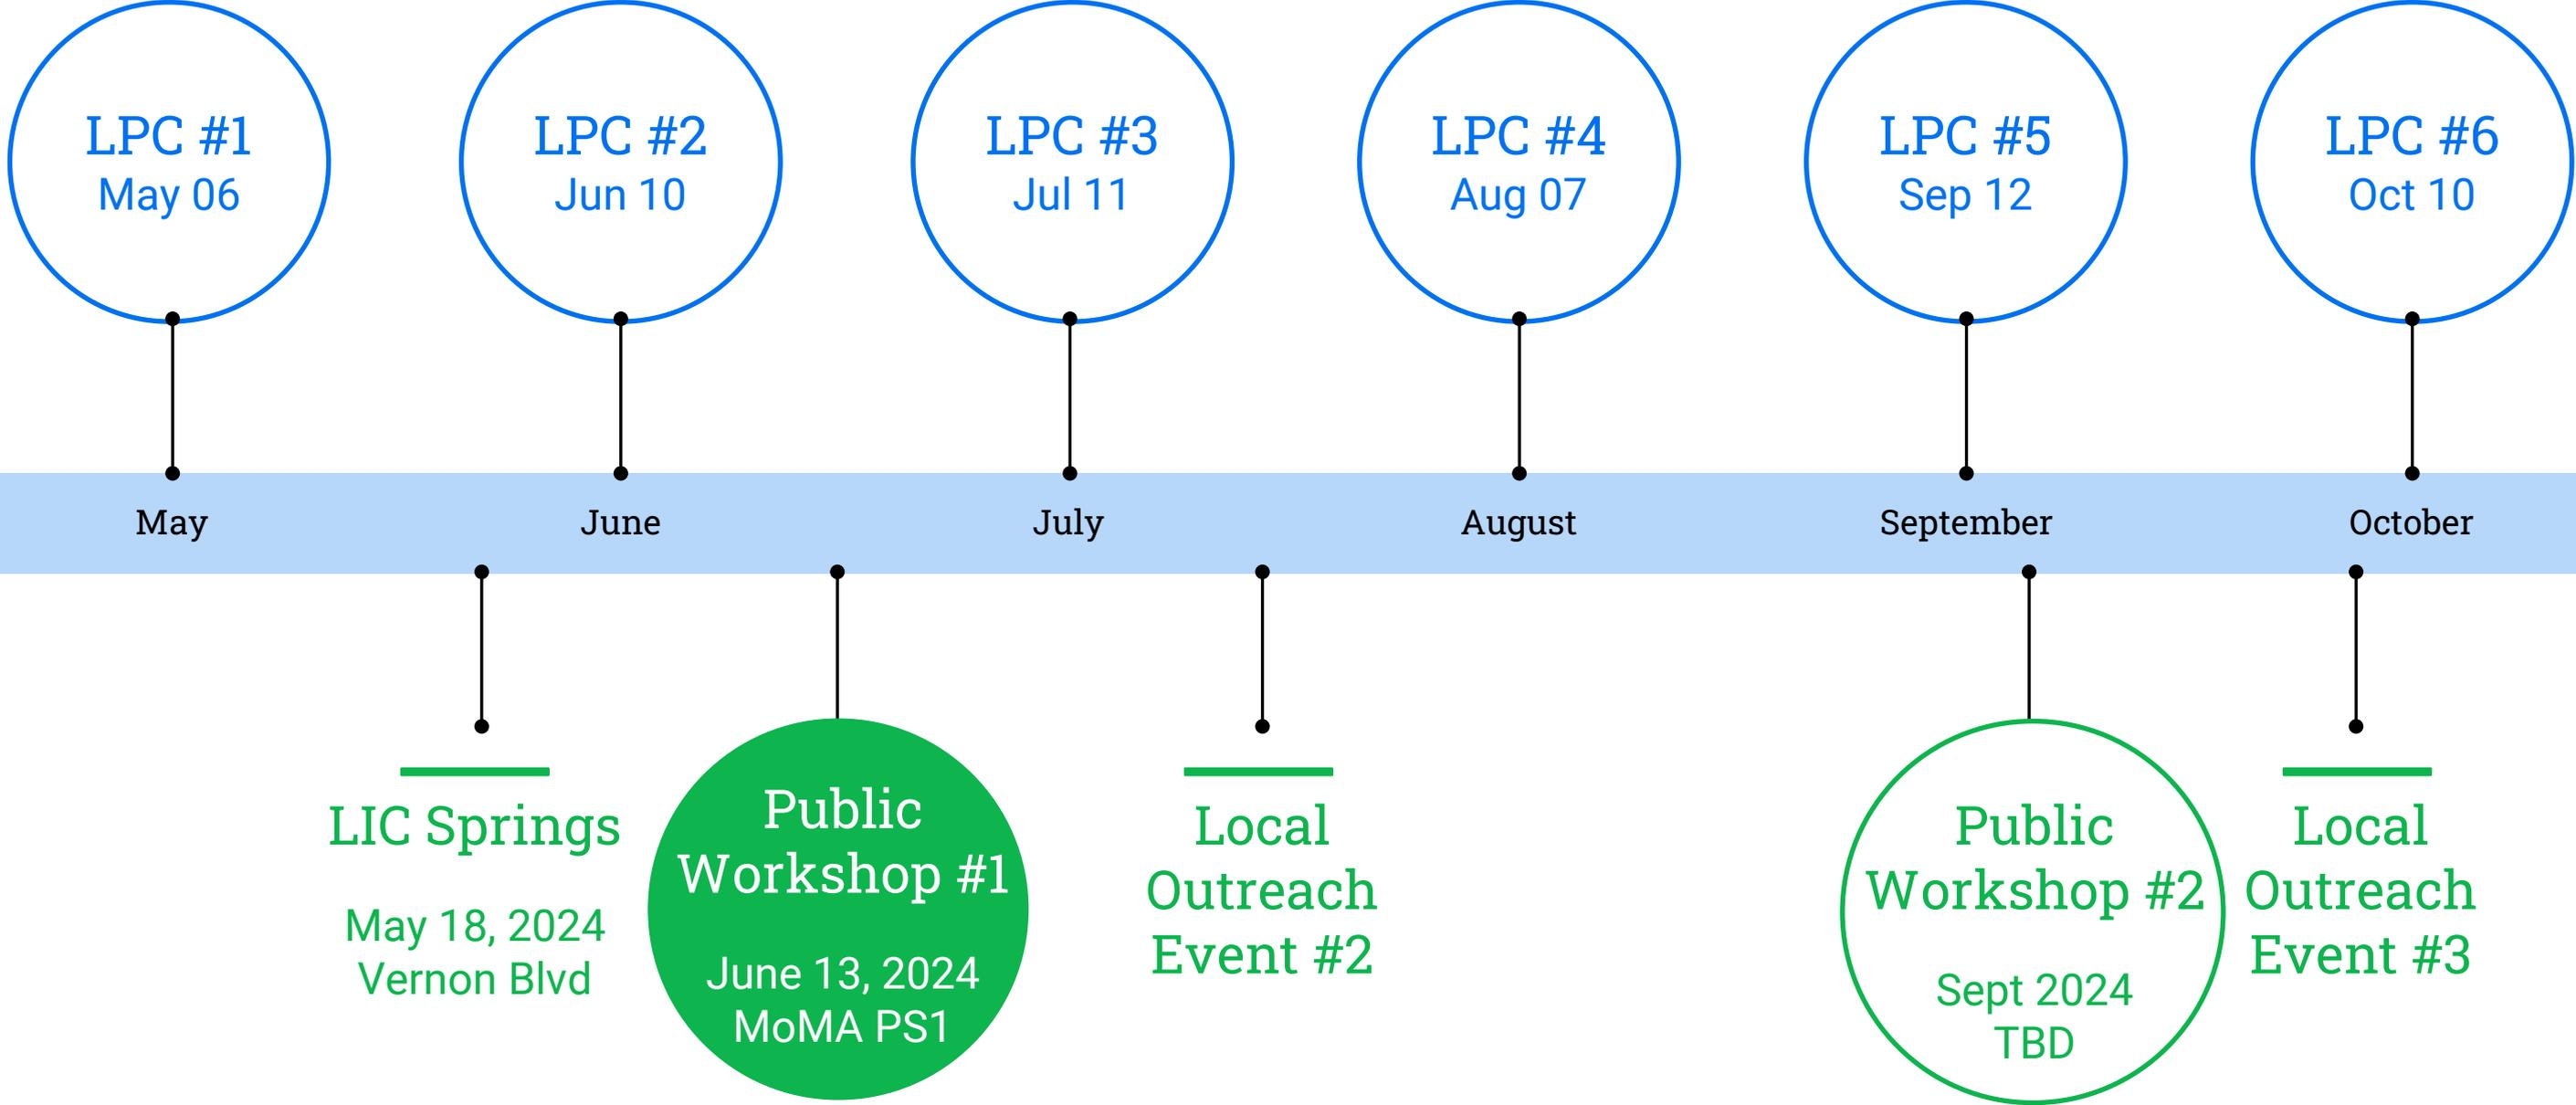 LPC #1
May 06
LPC #2
Jun 10
LPC #3
Jul 11
LPC #4
Aug 07
LPC #5
Sep 12
LPC #6
Oct 10
May
June
July
August
September
October
LIC Springs
May 18, 2024
Vernon Blvd
Public
Workshop #1
June 13, 2024
MoMA PS1
Local
Outreach
Event #2
Public
Workshop #2
Sept 2024
TBD
Local
Outreach
Event #3